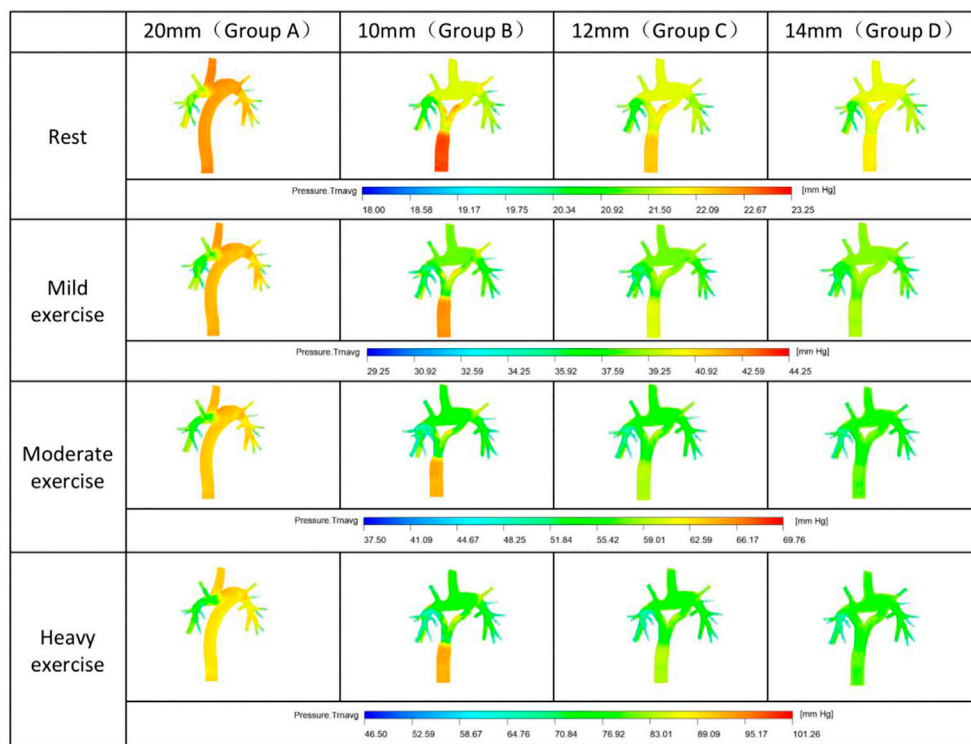 20mm（Group A） 10mm（Group B） 12mm（Group C） 14mm（Group D）
Rest
Pressure.Trnavg [mm Hg]
18.00 18.58 19.17 19.75 20.34 20.92 21.50 22.09 22.67 23.25
Mild
exercise
Pressure.Trnavg [mm Hg]
29.25 30.92 32.59 34.25 35.92 37.59 39.25 40.92 42.59 44.25
Moderate
exercise
Pressure.Trnavg [mm Hg]
37.50 41.09 44.67 48.25 51.84 55.42 59.01 62.59 66.17 69.76
Heavy
exercise
Pressure.Trnavg [mm Hg]
46.50 52.59 58.67 64.76 70.84 76.92 83.01 89.09 95.17 101.26